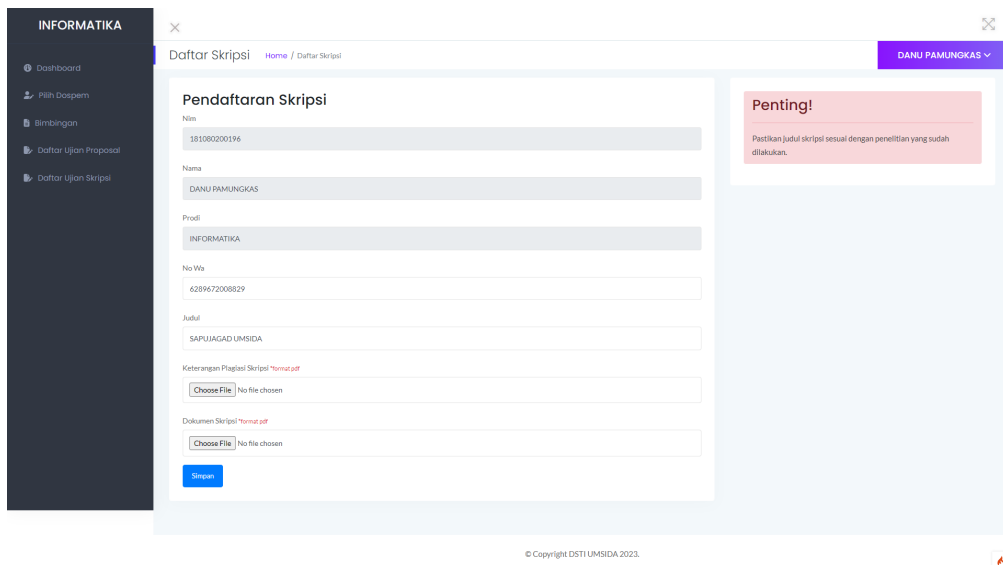 INFORMATIKA
Dashboard
Pilih Dospem
Bimbingan
Daftar Ujian Proposal
Daftar Ujian Skripsi
Daftar Skripsi Home / Daftar Skripsi
DANU PAMUNGKAS
Pendaftaran Skripsi
Nim
181080200196
Nama
DANU PAMUNGKAS
Prodi
INFORMATIKA
No Wa
6289672008829
Judul
SAPUJAGAD UMSIDA
Keterangan Plagiasi Skripsi *format pdf
Choose File No file chosen
Dokumen Skripsi *format pdf
Choose File No file chosen
Simpan
Penting!
Pastikan judul skripsi sesuai dengan penelitian yang sudah
dilakukan.
© Copyright DSTI UMSIDA 2023.